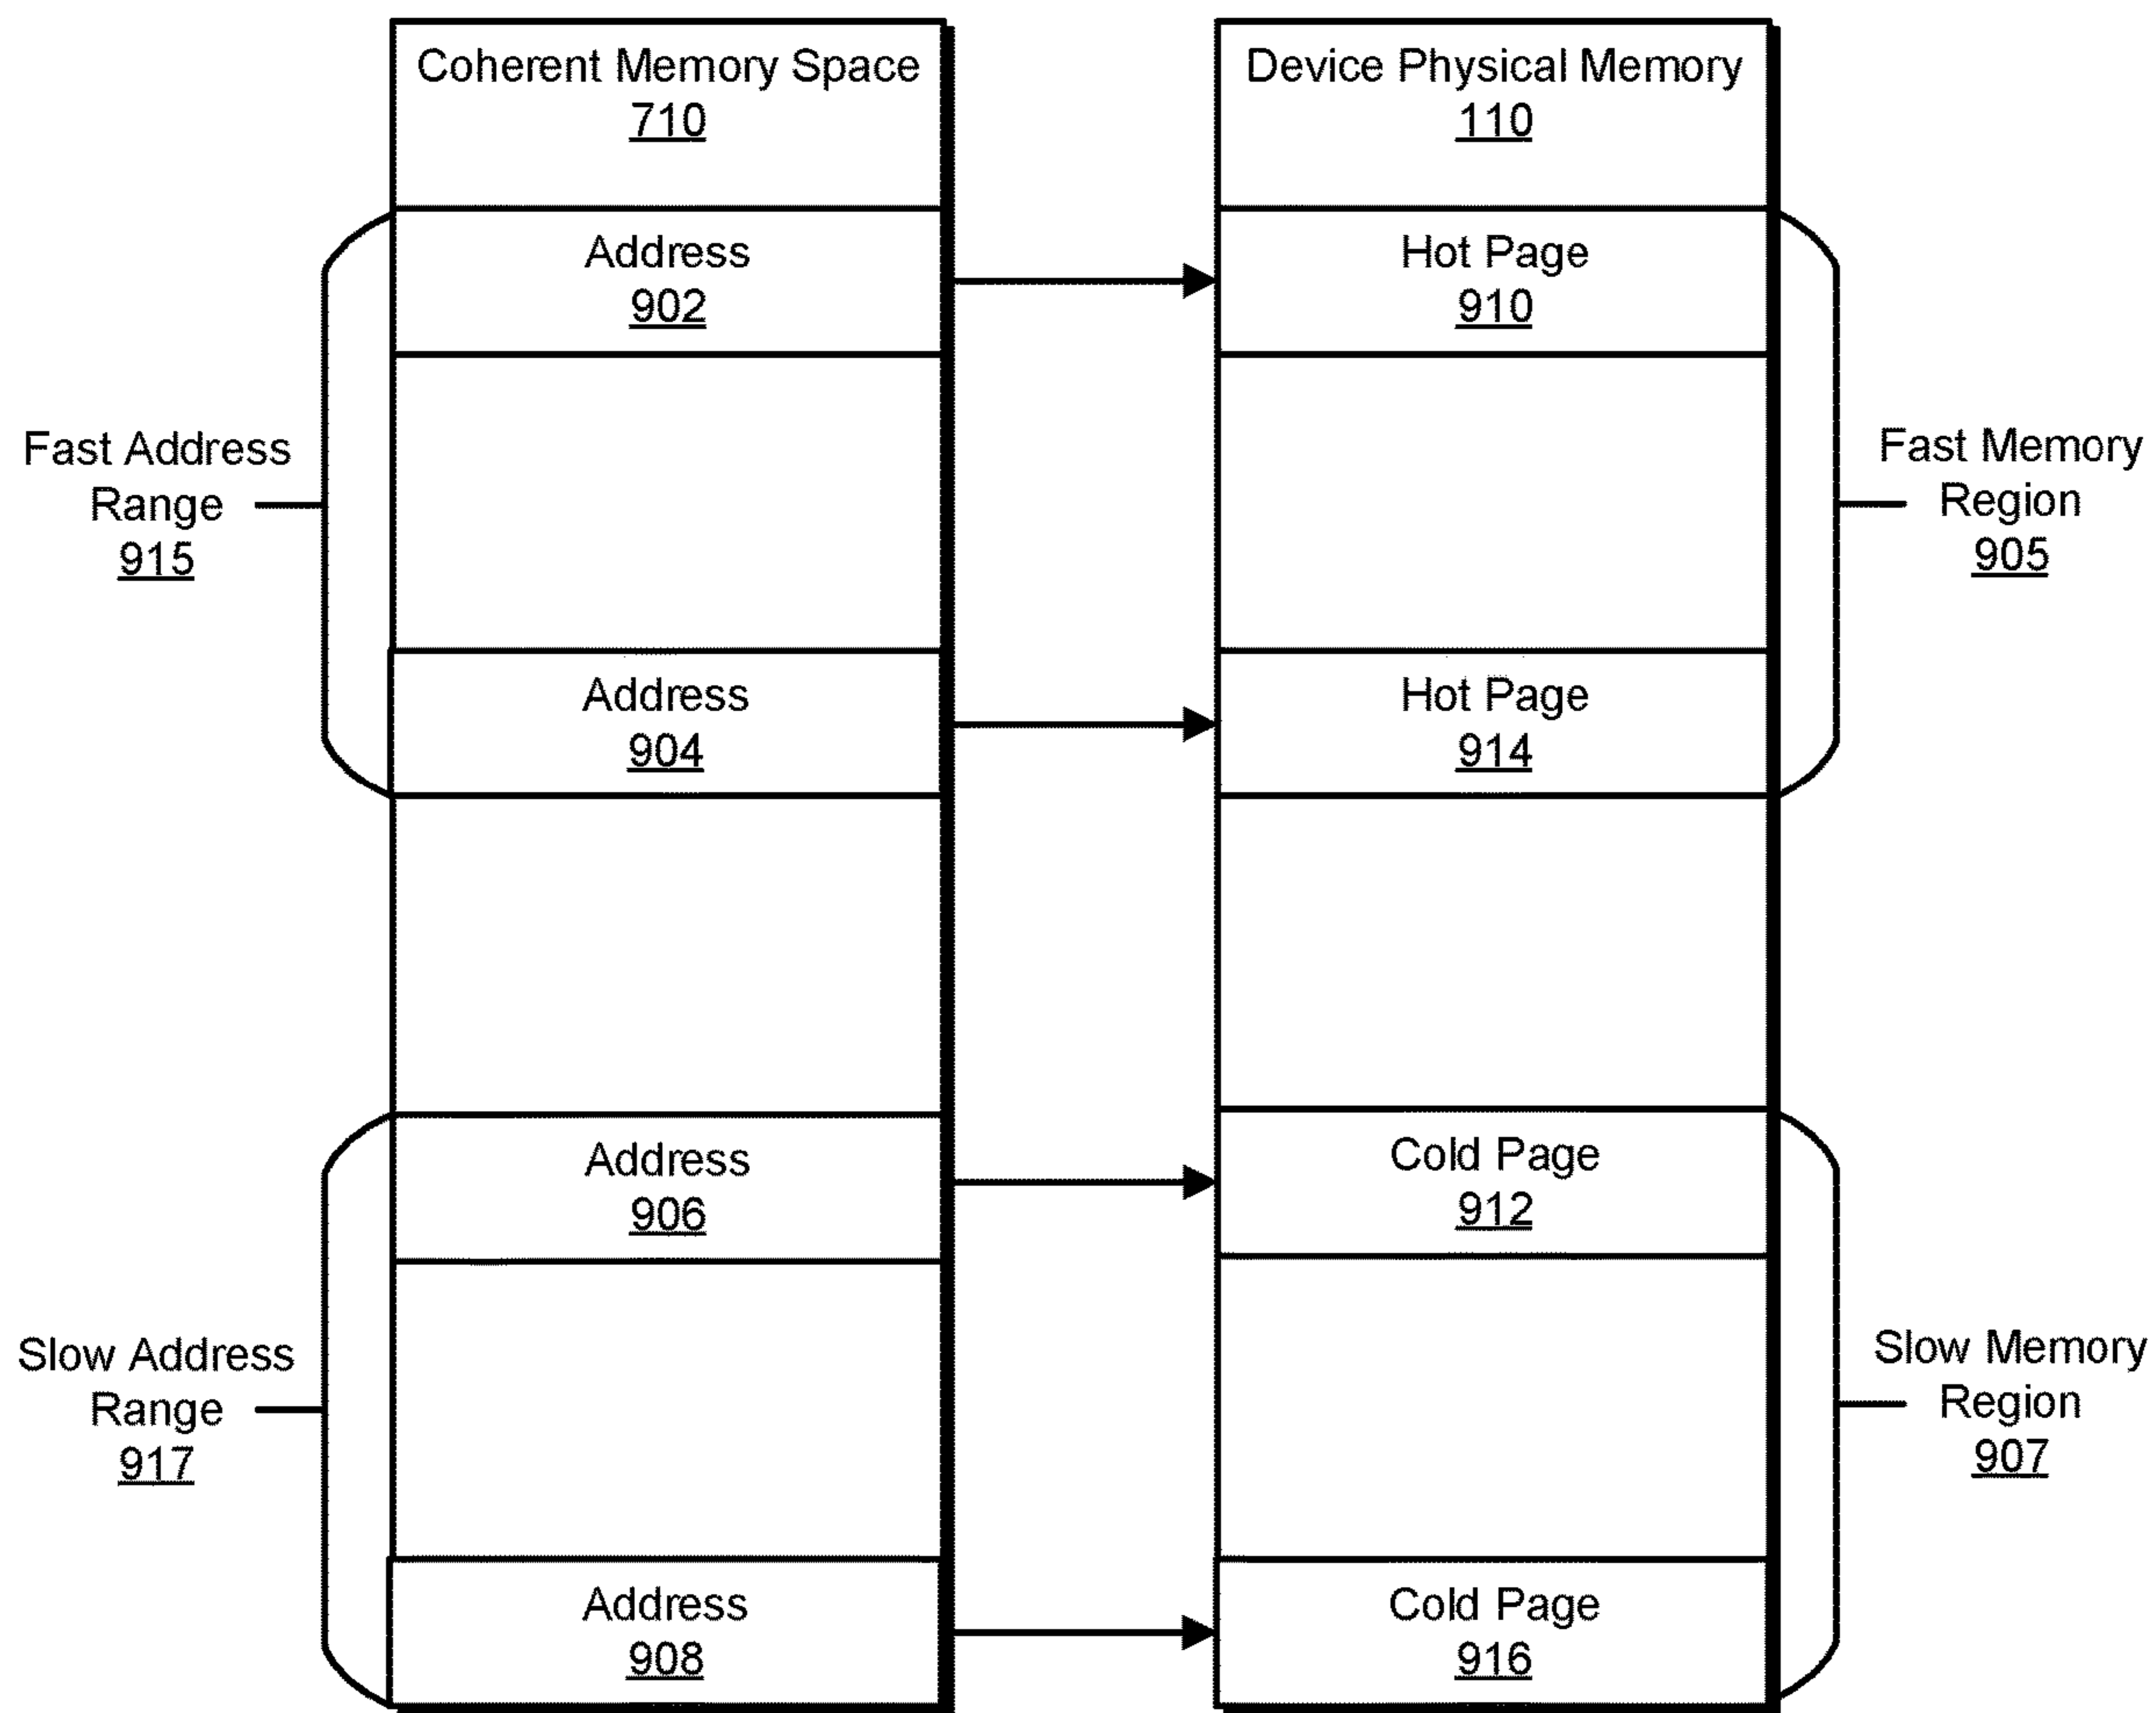 Coherent Memory Space
710
Device Physical Memory
110
Address
902
Hot Page
910
Fast Address
Range
915
Fast Memory
Region
905
Address
904
Hot Page
914
Address
906
Cold Page
912
Slow Address
Range
917
Slow Memory
Region
907
Address
908
Cold Page
916